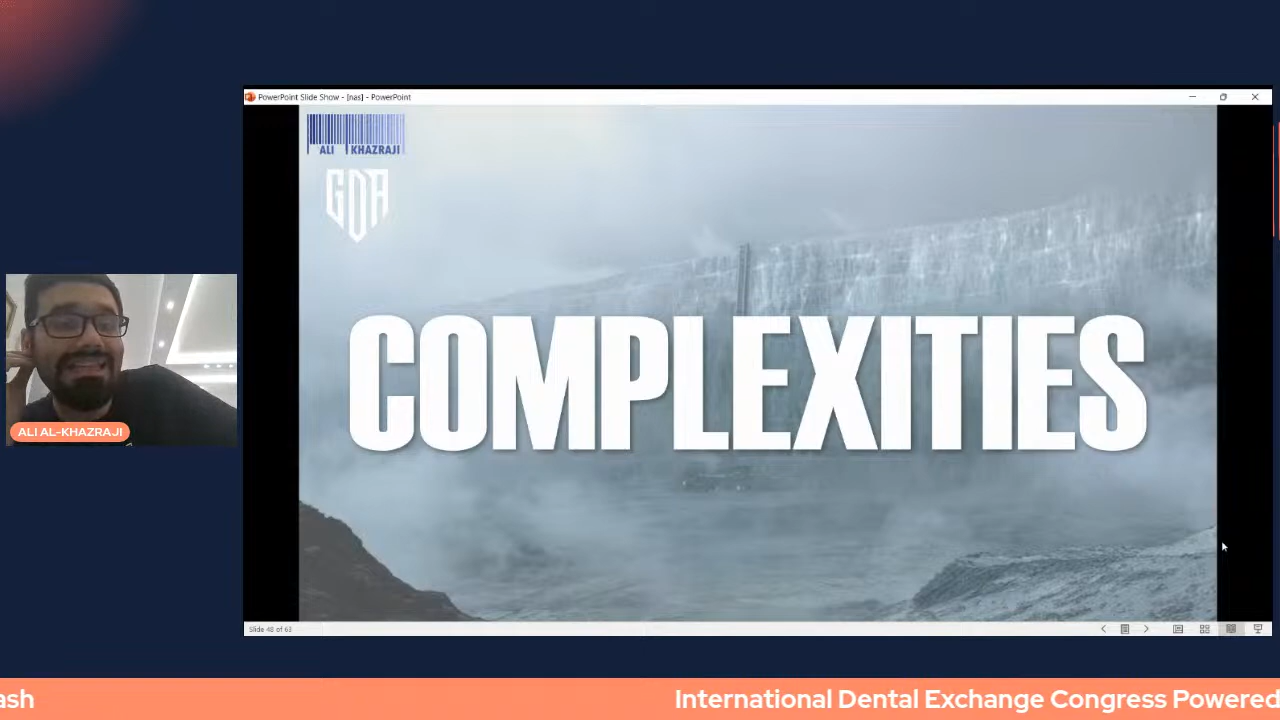 PowerPoint Slide Show - [nas] - PowerPoint
ALI KHAZRAJI
GDA
COMPLEXITIES
ALI AL-KHAZRAJI
Slide 48 of 63
ash
International Dental Exchange Congress Powered